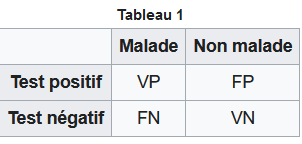 Tableau 1
Malade Non malade
Test positif VP FP
Test négatif FN VN